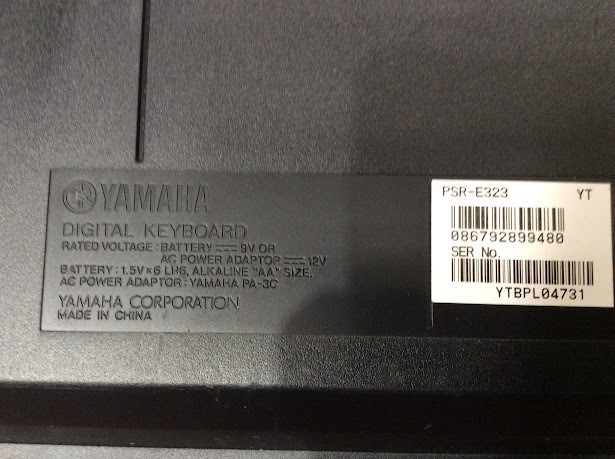 YAMAHA
DIGITAL KEYBOARD
RATED VOLTAGE : BATTERY ⎓ 9V OR
AC POWER ADAPTOR ⎓ 12V
BATTERY : 1.5V×6 LR6, ALKALINE "AA" SIZE.
AC POWER ADAPTOR : YAMAHA PA-3C
YAMAHA CORPORATION
MADE IN CHINA
PSR-E323 YT
086792899480
SER No.
YTBPL04731